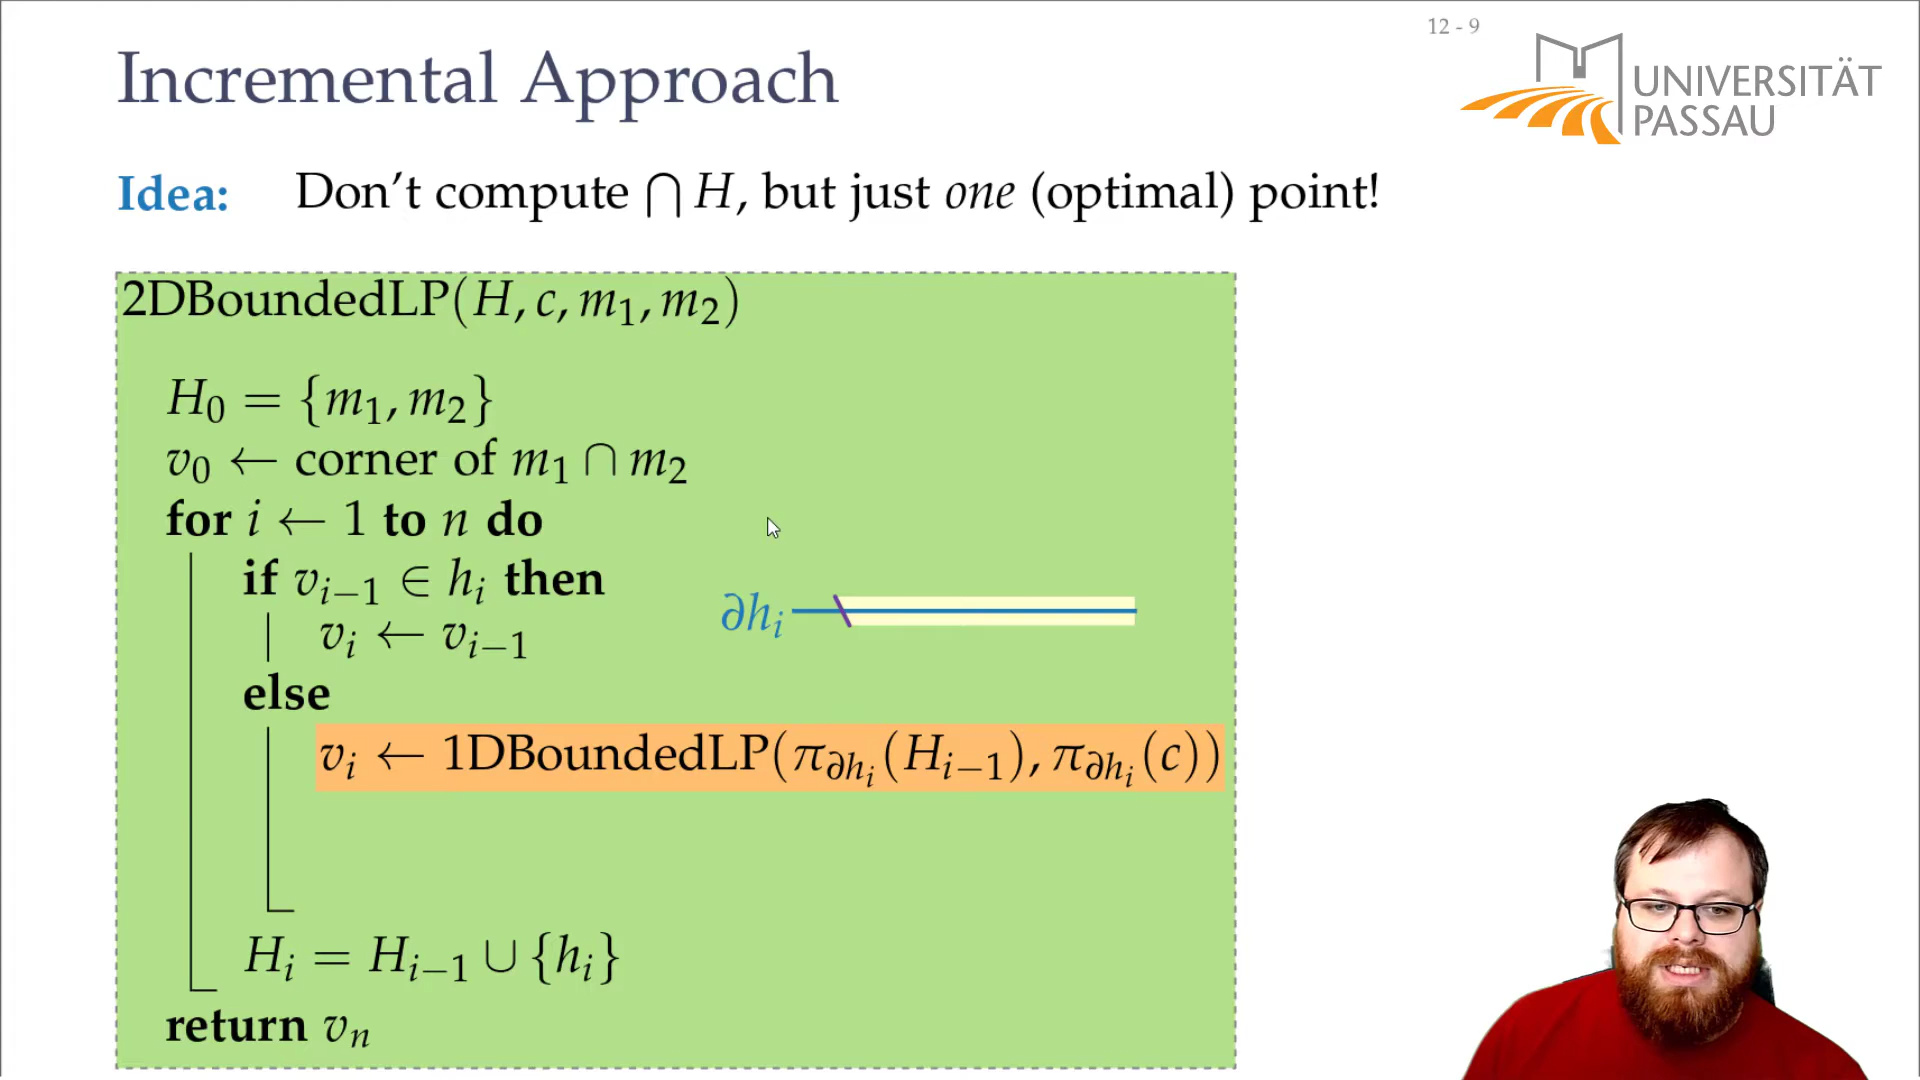 12 - 9
UNIVERSITÄT
PASSAU
Incremental Approach
Idea: Don't compute ⋂ H, but just one (optimal) point!
2DBoundedLP(H, c, m₁, m₂)
H₀ = {m₁, m₂}
v₀ ← corner of m₁ ∩ m₂
for i ← 1 to n do
if vᵢ₋₁ ∈ hᵢ then
vᵢ ← vᵢ₋₁
∂hᵢ
else
vᵢ ← 1DBoundedLP(π_{∂hᵢ}(Hᵢ₋₁), π_{∂hᵢ}(c))
Hᵢ = Hᵢ₋₁ ∪ {hᵢ}
return vₙ